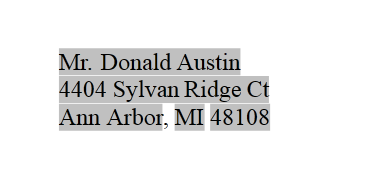 Mr. Donald Austin
4404 Sylvan Ridge Ct
Ann Arbor, MI 48108